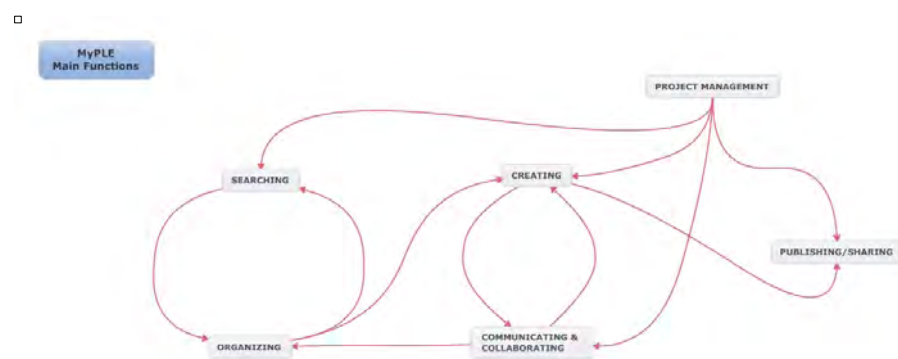 MyPLE
Main Functions
PROJECT MANAGEMENT
SEARCHING
CREATING
PUBLISHING/SHARING
ORGANIZING
COMMUNICATING &
COLLABORATING